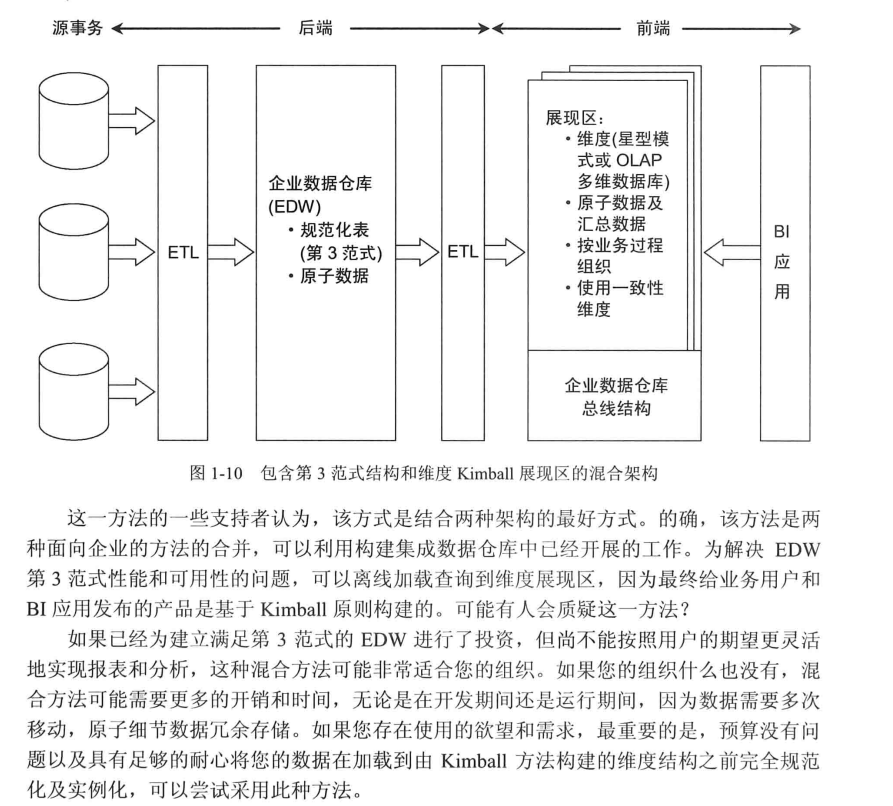 源事务 后端 前端
ETL
企业数据仓库
(EDW)
• 规范化表
(第 3 范式)
• 原子数据
ETL
展现区：
• 维度(星型模
式或 OLAP
多维数据库)
• 原子数据及
汇总数据
• 按业务过程
组织
• 使用一致性
维度
企业数据仓库
总线结构
BI
应
用
图 1-10 包含第 3 范式结构和维度 Kimball 展现区的混合架构
这一方法的一些支持者认为，该方式是结合两种架构的最好方式。的确，该方法是两
种面向企业的方法的合并，可以利用构建集成数据仓库中已经开展的工作。为解决 EDW
第 3 范式性能和可用性的问题，可以离线加载查询到维度展现区，因为最终给业务用户和
BI 应用发布的产品是基于 Kimball 原则构建的。可能有人会质疑这一方法？
如果已经为建立满足第 3 范式的 EDW 进行了投资，但尚不能按照用户的期望更灵活
地实现报表和分析，这种混合方法可能非常适合您的组织。如果您的组织什么也没有，混
合方法可能需要更多的开销和时间，无论是在开发期间还是运行期间，因为数据需要多次
移动，原子细节数据冗余存储。如果您存在使用的欲望和需求，最重要的是，预算没有问
题以及具有足够的耐心将您的数据在加载到由 Kimball 方法构建的维度结构之前完全规范
化及实例化，可以尝试采用此种方法。